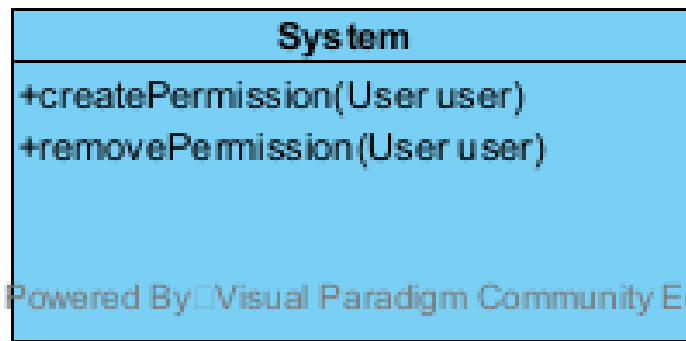 System
+createPermission(User user)
+removePermission(User user)
Powered By Visual Paradigm Community E